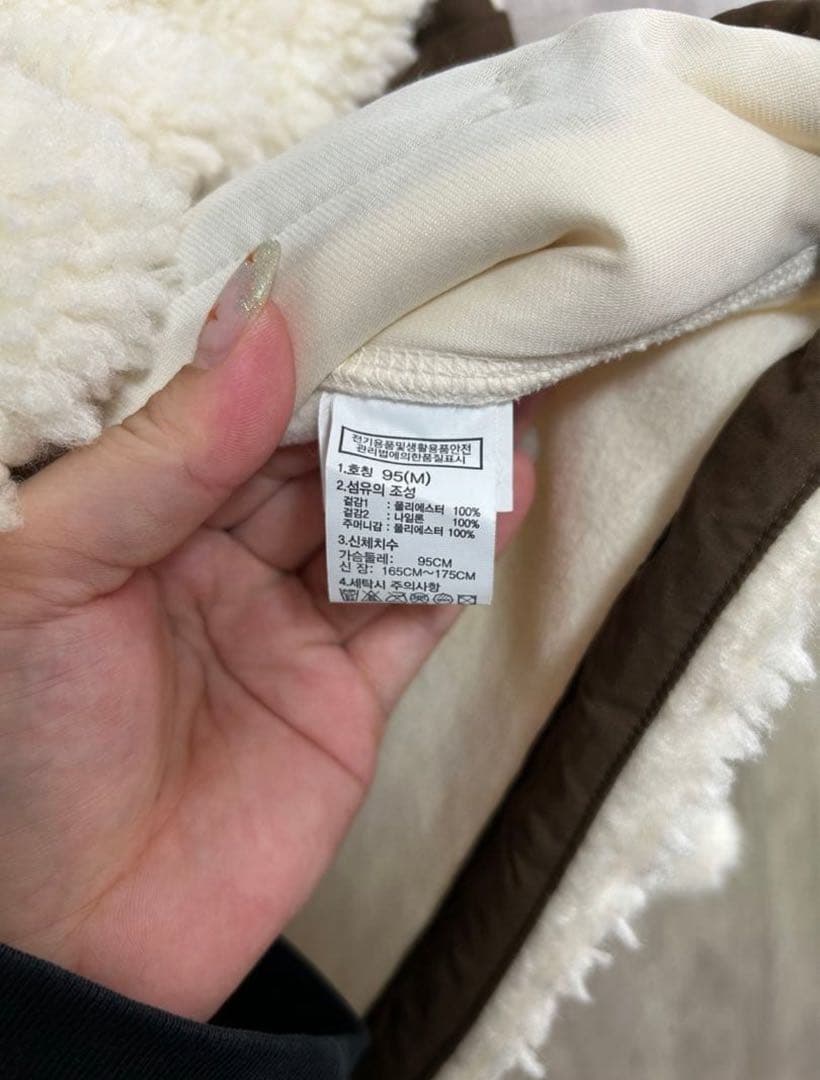 전기용품및생활용품안전
관리법에의한품질표시
1.호칭 95(M)
2.섬유의 조성
겉감1 : 폴리에스터 100%
겉감2 : 나일론 100%
주머니감 : 폴리에스터 100%
3.신체치수
가슴둘레: 95CM
신 장: 165CM~175CM
4.세탁시 주의사항